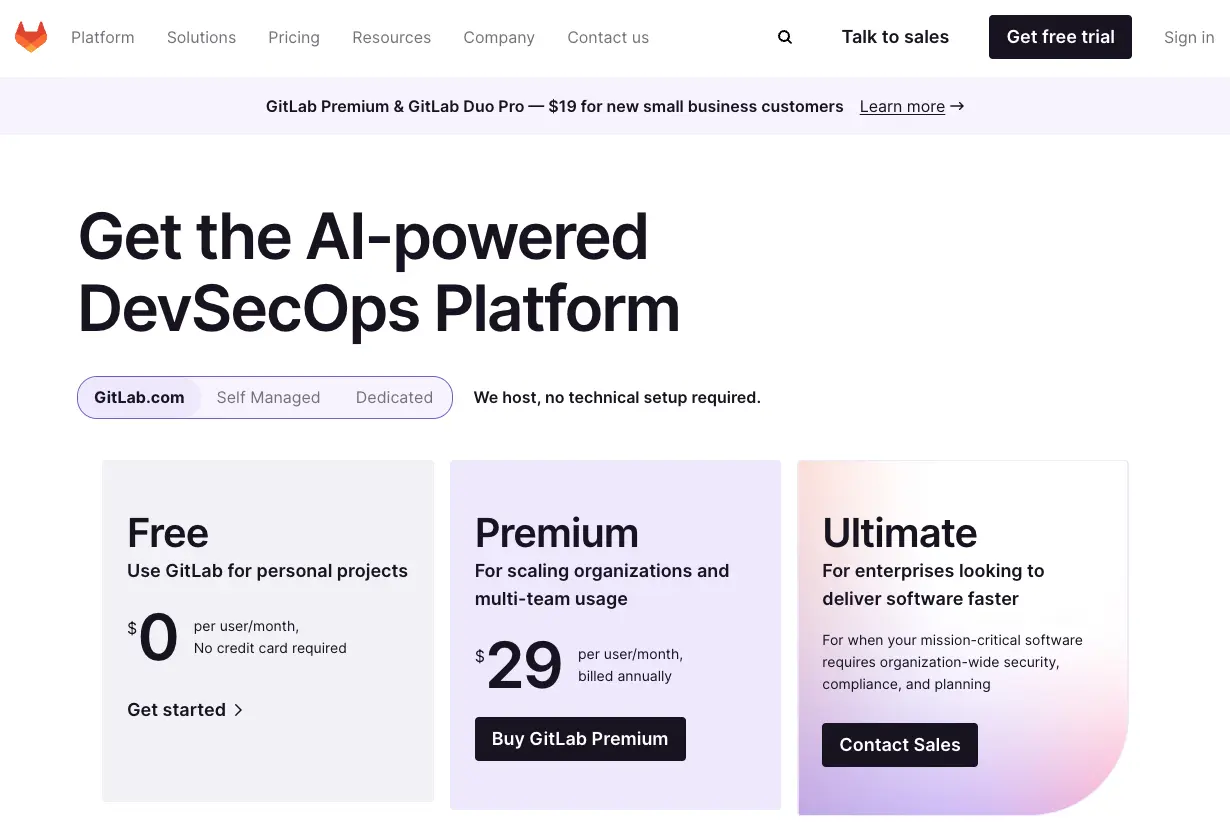 Platform Solutions Pricing Resources Company Contact us Talk to sales Get free trial Sign in
GitLab Premium & GitLab Duo Pro — $19 for new small business customers Learn more →
Get the AI-powered
DevSecOps Platform
GitLab.com Self Managed Dedicated We host, no technical setup required.
Free
Use GitLab for personal projects
$0 per user/month,
No credit card required
Get started
Premium
For scaling organizations and
multi-team usage
$29 per user/month,
billed annually
Buy GitLab Premium
Ultimate
For enterprises looking to
deliver software faster
For when your mission-critical software
requires organization-wide security,
compliance, and planning
Contact Sales